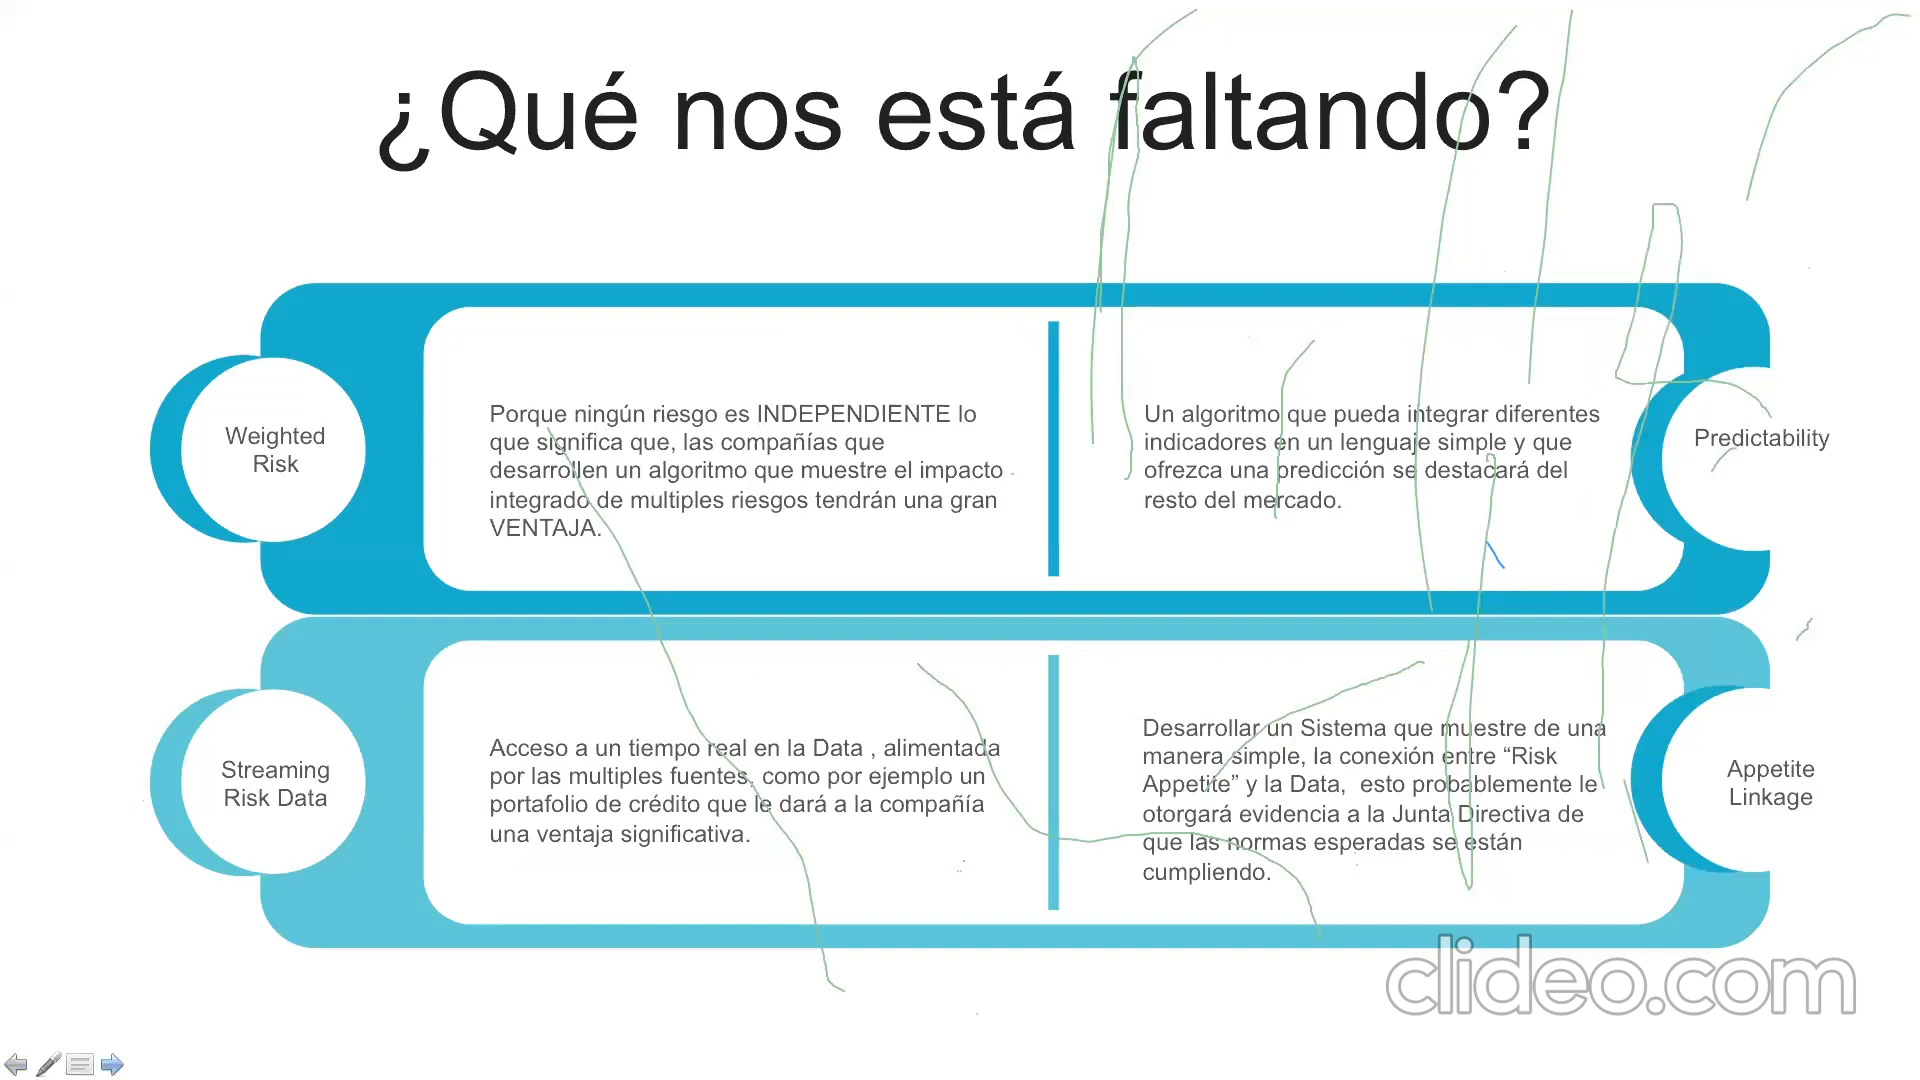 ¿Qué nos está faltando?
Weighted
Risk
Porque ningún riesgo es INDEPENDIENTE lo
que significa que, las compañías que
desarrollen un algoritmo que muestre el impacto
integrado de multiples riesgos tendrán una gran
VENTAJA.
Un algoritmo que pueda integrar diferentes
indicadores en un lenguaje simple y que
ofrezca una predicción se destacará del
resto del mercado.
Predictability
Streaming
Risk Data
Acceso a un tiempo real en la Data , alimentada
por las multiples fuentes, como por ejemplo un
portafolio de crédito que le dará a la compañía
una ventaja significativa.
Desarrollar un Sistema que muestre de una
manera simple, la conexión entre “Risk
Appetite” y la Data,  esto probablemente le
otorgará evidencia a la Junta Directiva de
que las normas esperadas se están
cumpliendo.
Appetite
Linkage
clideo.com